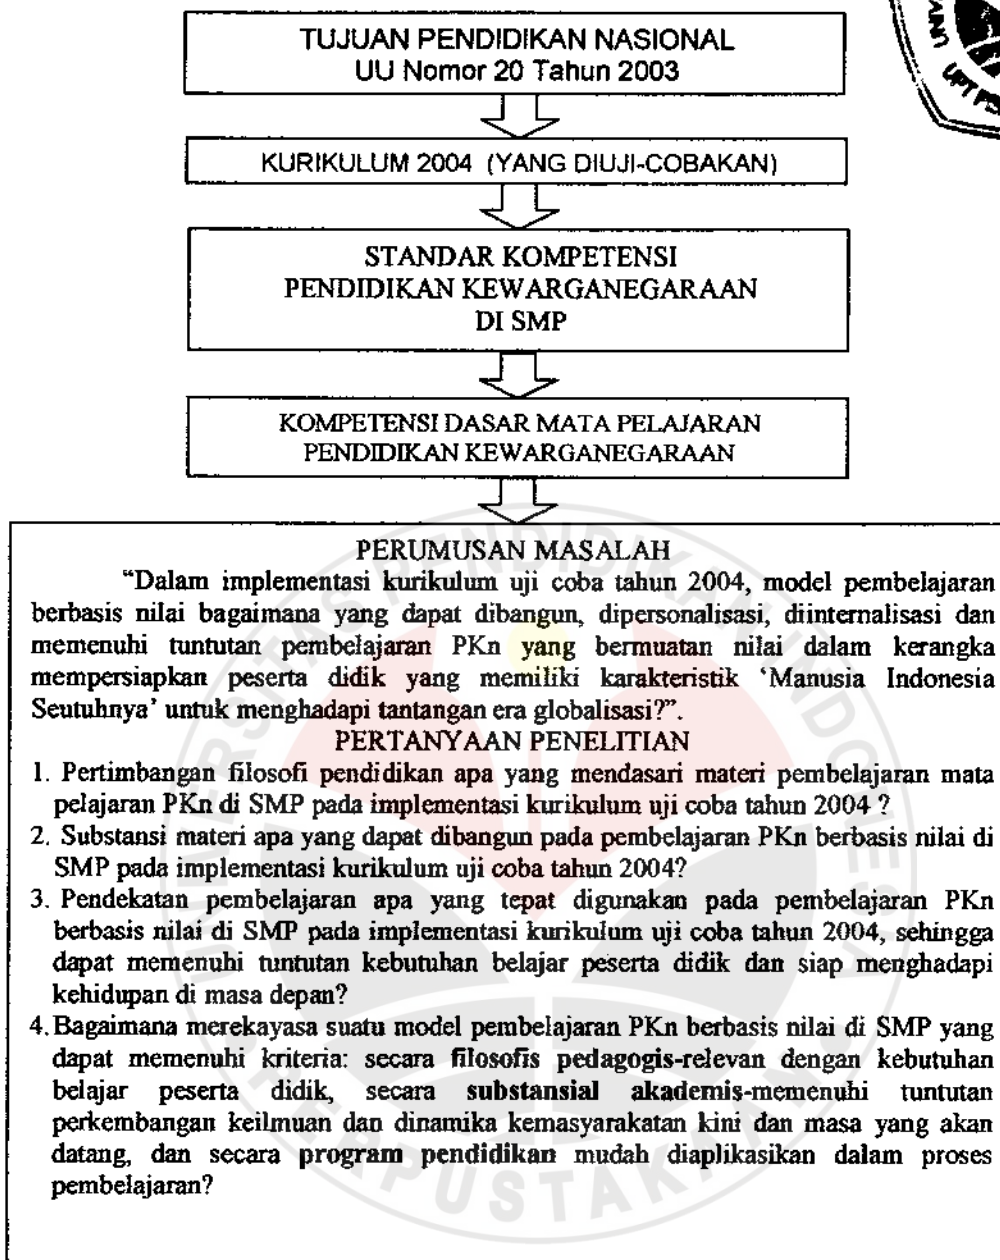 TUJUAN PENDIDIKAN NASIONAL
UU Nomor 20 Tahun 2003
KURIKULUM 2004 (YANG DIUJI-COBAKAN)
STANDAR KOMPETENSI
PENDIDIKAN KEWARGANEGARAAN
DI SMP
KOMPETENSI DASAR MATA PELAJARAN
PENDIDIKAN KEWARGANEGARAAN
PERUMUSAN MASALAH
“Dalam implementasi kurikulum uji coba tahun 2004, model pembelajaran
berbasis nilai bagaimana yang dapat dibangun, dipersonalisasi, diinternalisasi dan
memenuhi tuntutan pembelajaran PKn yang bermuatan nilai dalam kerangka
mempersiapkan peserta didik yang memiliki karakteristik ‘Manusia Indonesia
Seutuhnya’ untuk menghadapi tantangan era globalisasi?”.
PERTANYAAN PENELITIAN
1. Pertimbangan filosofi pendidikan apa yang mendasari materi pembelajaran mata
pelajaran PKn di SMP pada implementasi kurikulum uji coba tahun 2004 ?
2. Substansi materi apa yang dapat dibangun pada pembelajaran PKn berbasis nilai di
SMP pada implementasi kurikulum uji coba tahun 2004?
3. Pendekatan pembelajaran apa yang tepat digunakan pada pembelajaran PKn
berbasis nilai di SMP pada implementasi kurikulum uji coba tahun 2004, sehingga
dapat memenuhi tuntutan kebutuhan belajar peserta didik dan siap menghadapi
kehidupan di masa depan?
4. Bagaimana merekayasa suatu model pembelajaran PKn berbasis nilai di SMP yang
dapat memenuhi kriteria: secara filosofis pedagogis-relevan dengan kebutuhan
belajar peserta didik, secara substansial akademis-memenuhi tuntutan
perkembangan keilmuan dan dinamika kemasyarakatan kini dan masa yang akan
datang, dan secara program pendidikan mudah diaplikasikan dalam proses
pembelajaran?
UNIVERSITAS PENDIDIKAN INDONESIA
PERPUSTAKAAN